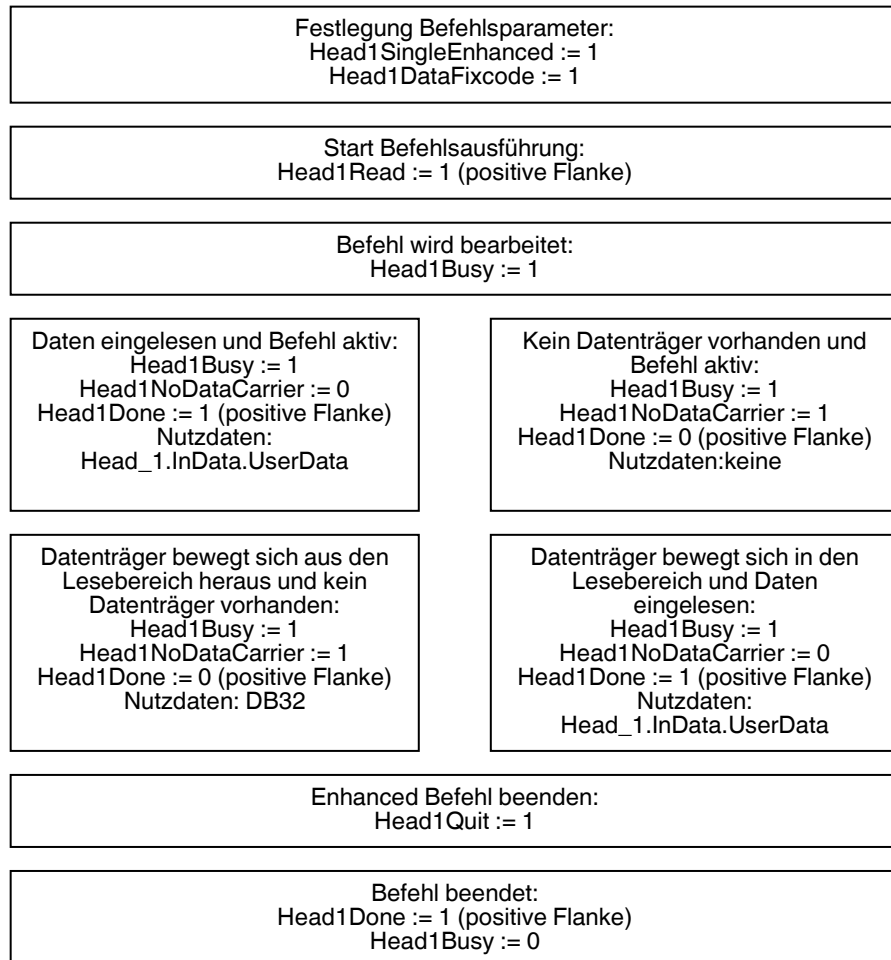 Festlegung Befehlsparameter:
Head1SingleEnhanced := 1
Head1DataFixcode := 1
Start Befehlsausführung:
Head1Read := 1 (positive Flanke)
Befehl wird bearbeitet:
Head1Busy := 1
Daten eingelesen und Befehl aktiv:
Head1Busy := 1
Head1NoDataCarrier := 0
Head1Done := 1 (positive Flanke)
Nutzdaten:
Head_1.InData.UserData
Kein Datenträger vorhanden und
Befehl aktiv:
Head1Busy := 1
Head1NoDataCarrier := 1
Head1Done := 0 (positive Flanke)
Nutzdaten:keine
Datenträger bewegt sich aus den
Lesebereich heraus und kein
Datenträger vorhanden:
Head1Busy := 1
Head1NoDataCarrier := 1
Head1Done := 0 (positive Flanke)
Nutzdaten: DB32
Datenträger bewegt sich in den
Lesebereich und Daten
eingelesen:
Head1Busy := 1
Head1NoDataCarrier := 0
Head1Done := 1 (positive Flanke)
Nutzdaten:
Head_1.InData.UserData
Enhanced Befehl beenden:
Head1Quit := 1
Befehl beendet:
Head1Done := 1 (positive Flanke)
Head1Busy := 0